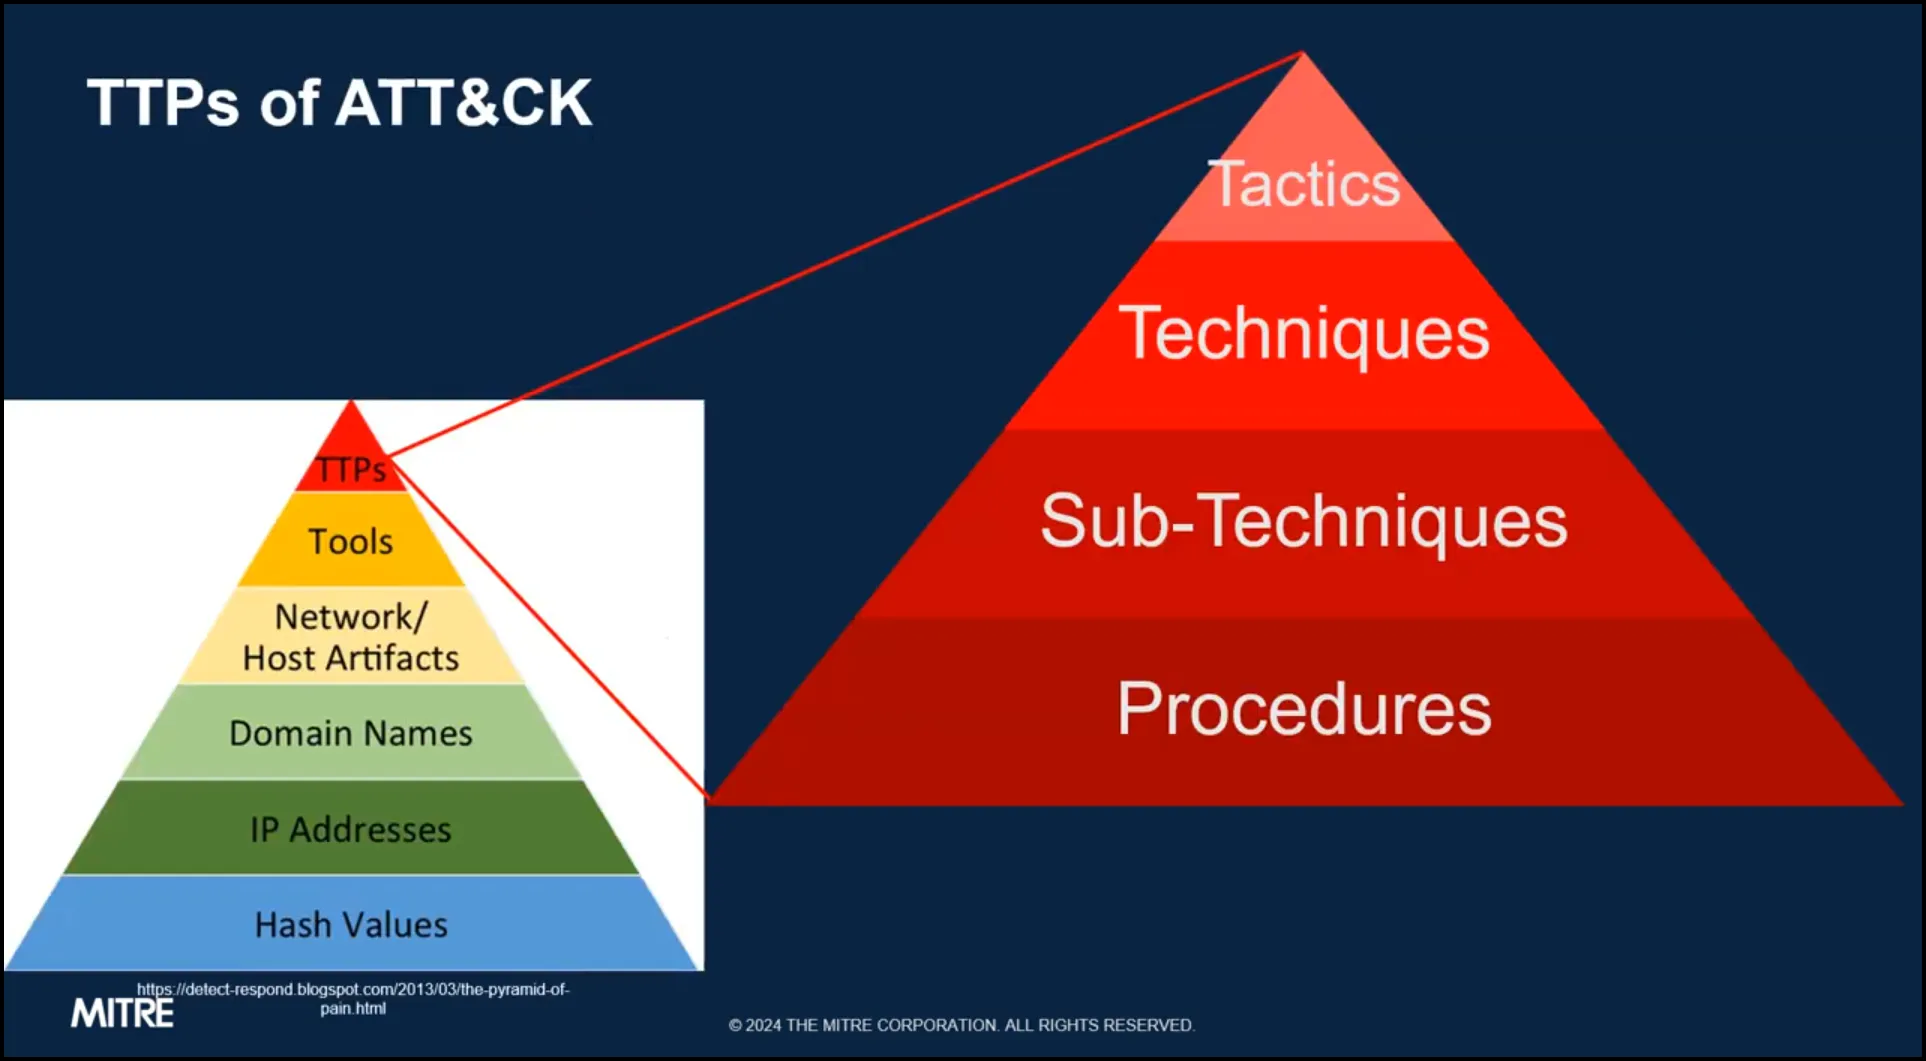 TTPs of ATT&CK
Tactics
Techniques
Sub-Techniques
Procedures
TTPs
Tools
Network/
Host Artifacts
Domain Names
IP Addresses
Hash Values
https://detect-respond.blogspot.com/2013/03/the-pyramid-of-
pain.html
MITRE
© 2024 THE MITRE CORPORATION. ALL RIGHTS RESERVED.